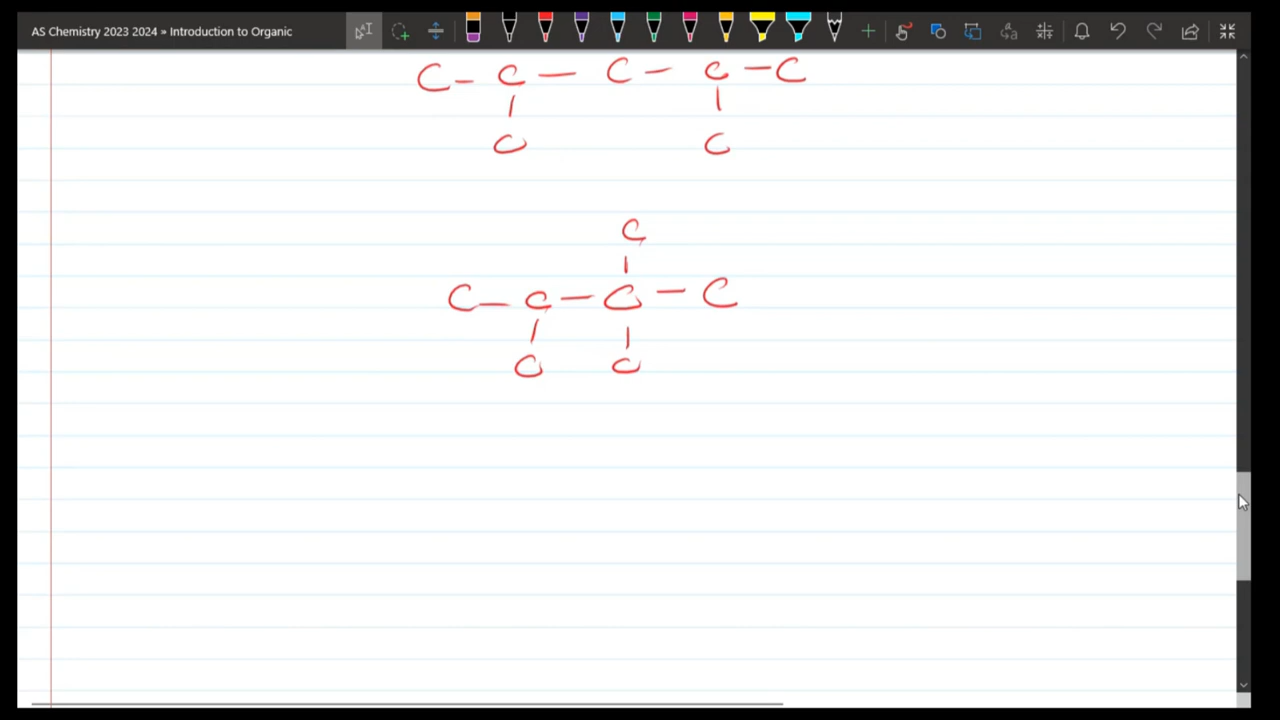 AS Chemistry 2023 2024 » Introduction to Organic
C - C - C - C - C
C C
C
C - C - C - C
C C